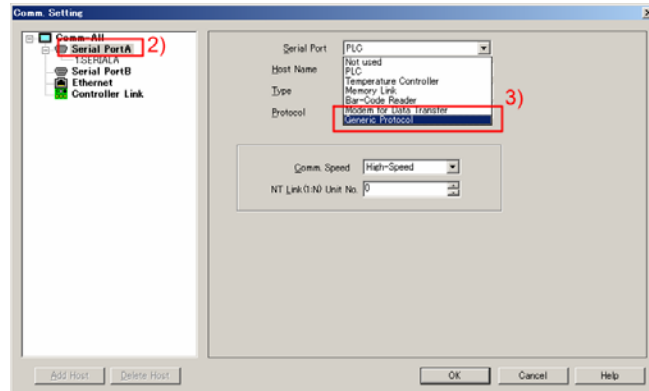 Comm. Setting
Comm-All
Serial PortA
1:SERIALA
Serial PortB
Ethernet
Controller Link
2)
Serial Port
PLC
Not used
PLC
Temperature Controller
Memory Link
Bar-Code Reader
Modem for Data Transfer
Generic Protocol
3)
Host Name
Type
Protocol
Comm. Speed
High-Speed
NT Link(1:N) Unit No.
0
Add Host
Delete Host
OK
Cancel
Help